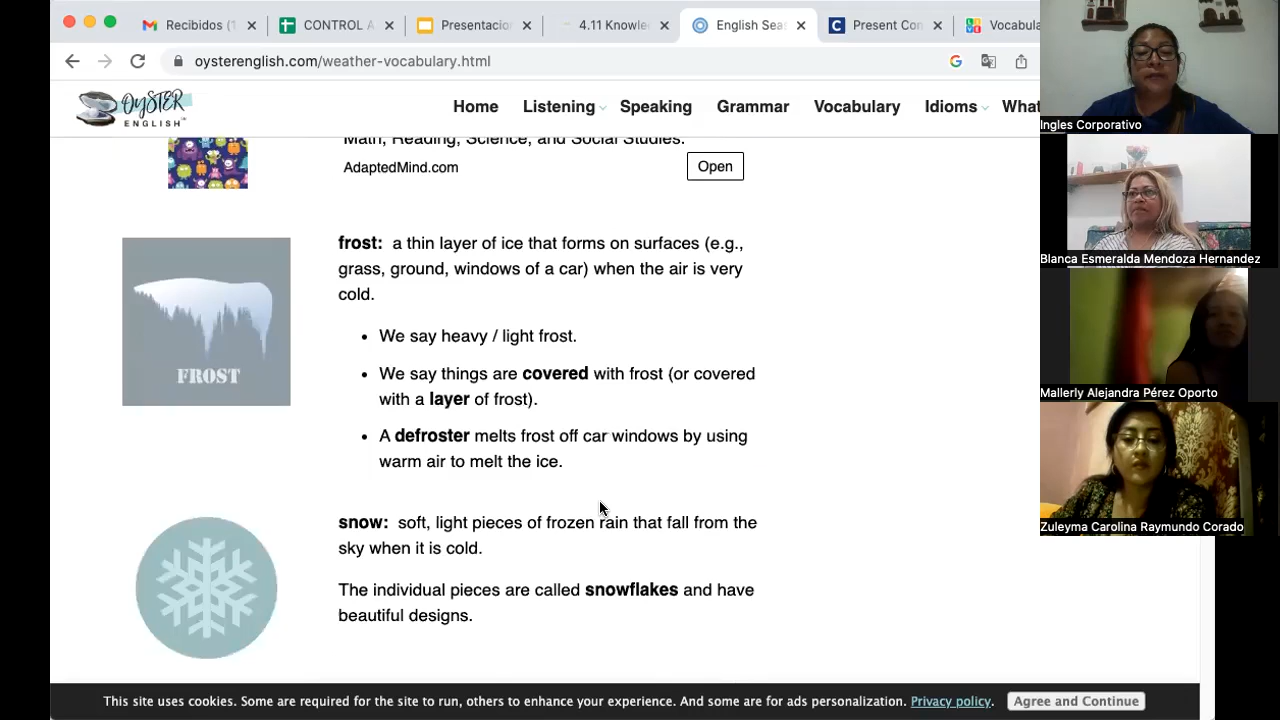 Recibidos (1
CONTROL A
Presentacio
4.11 Knowle
English Sea
Present Con
Vocabula
oysterenglish.com/weather-vocabulary.html
OYSTER
ENGLISH
Home
Listening
Speaking
Grammar
Vocabulary
Idioms
What
Math, Reading, Science, and Social Studies.
AdaptedMind.com
Open
frost: a thin layer of ice that forms on surfaces (e.g.,
grass, ground, windows of a car) when the air is very
cold.
• We say heavy / light frost.
• We say things are covered with frost (or covered
with a layer of frost).
• A defroster melts frost off car windows by using
warm air to melt the ice.
FROST
snow: soft, light pieces of frozen rain that fall from the
sky when it is cold.
The individual pieces are called snowflakes and have
beautiful designs.
This site uses cookies. Some are required for the site to run, others to enhance your experience. And some are for ads personalization. Privacy policy.
Agree and Continue
Ingles Corporativo
Blanca Esmeralda Mendoza Hernandez
Mallerly Alejandra Pérez Oporto
Zuleyma Carolina Raymundo Corado